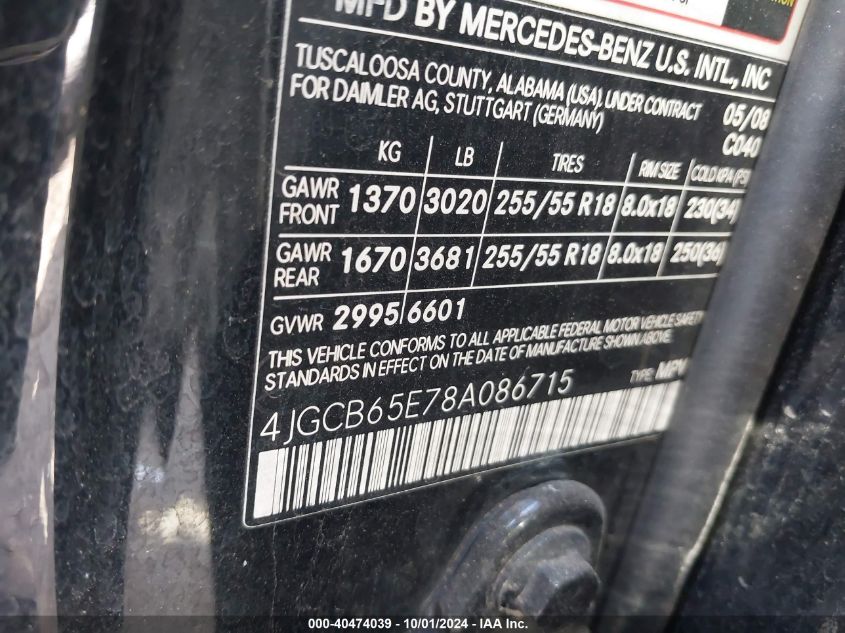 MFD BY MERCEDES-BENZ U.S. INTL., INC
TUSCALOOSA COUNTY, ALABAMA (USA), UNDER CONTRACT
FOR DAIMLER AG, STUTTGART (GERMANY)
05/08
C040
KG LB TIRES RIM SIZE COLD KPA (PSI)
GAWR FRONT 1370 3020 255/55 R18 8.0x18 230(34)
GAWR REAR 1670 3681 255/55 R18 8.0x18 250(36)
GVWR 2995 6601
THIS VEHICLE CONFORMS TO ALL APPLICABLE FEDERAL MOTOR VEHICLE SAFETY
STANDARDS IN EFFECT ON THE DATE OF MANUFACTURE SHOWN ABOVE.
4JGCB65E78A086715 TYPE: MPV
000-40474039 - 10/01/2024 - IAA Inc.